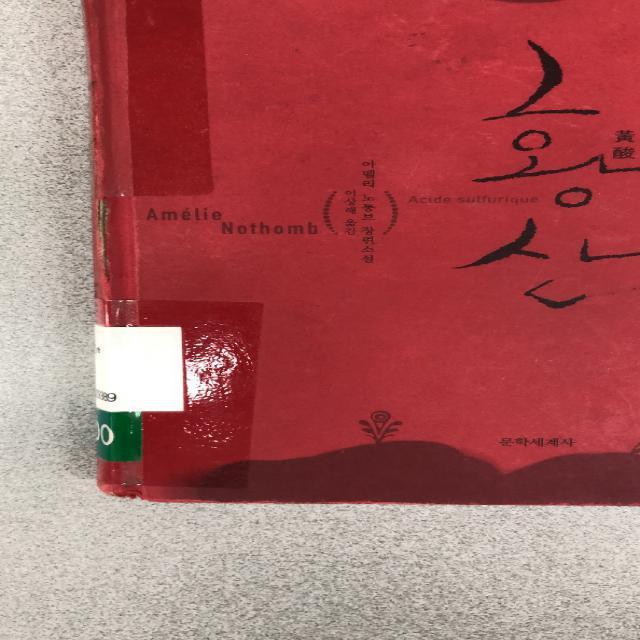 황산
黃酸
Acide sulfurique
Amélie
Nothomb
아멜리 노통브 장편소설
이상해 옮김
문학세계사
00